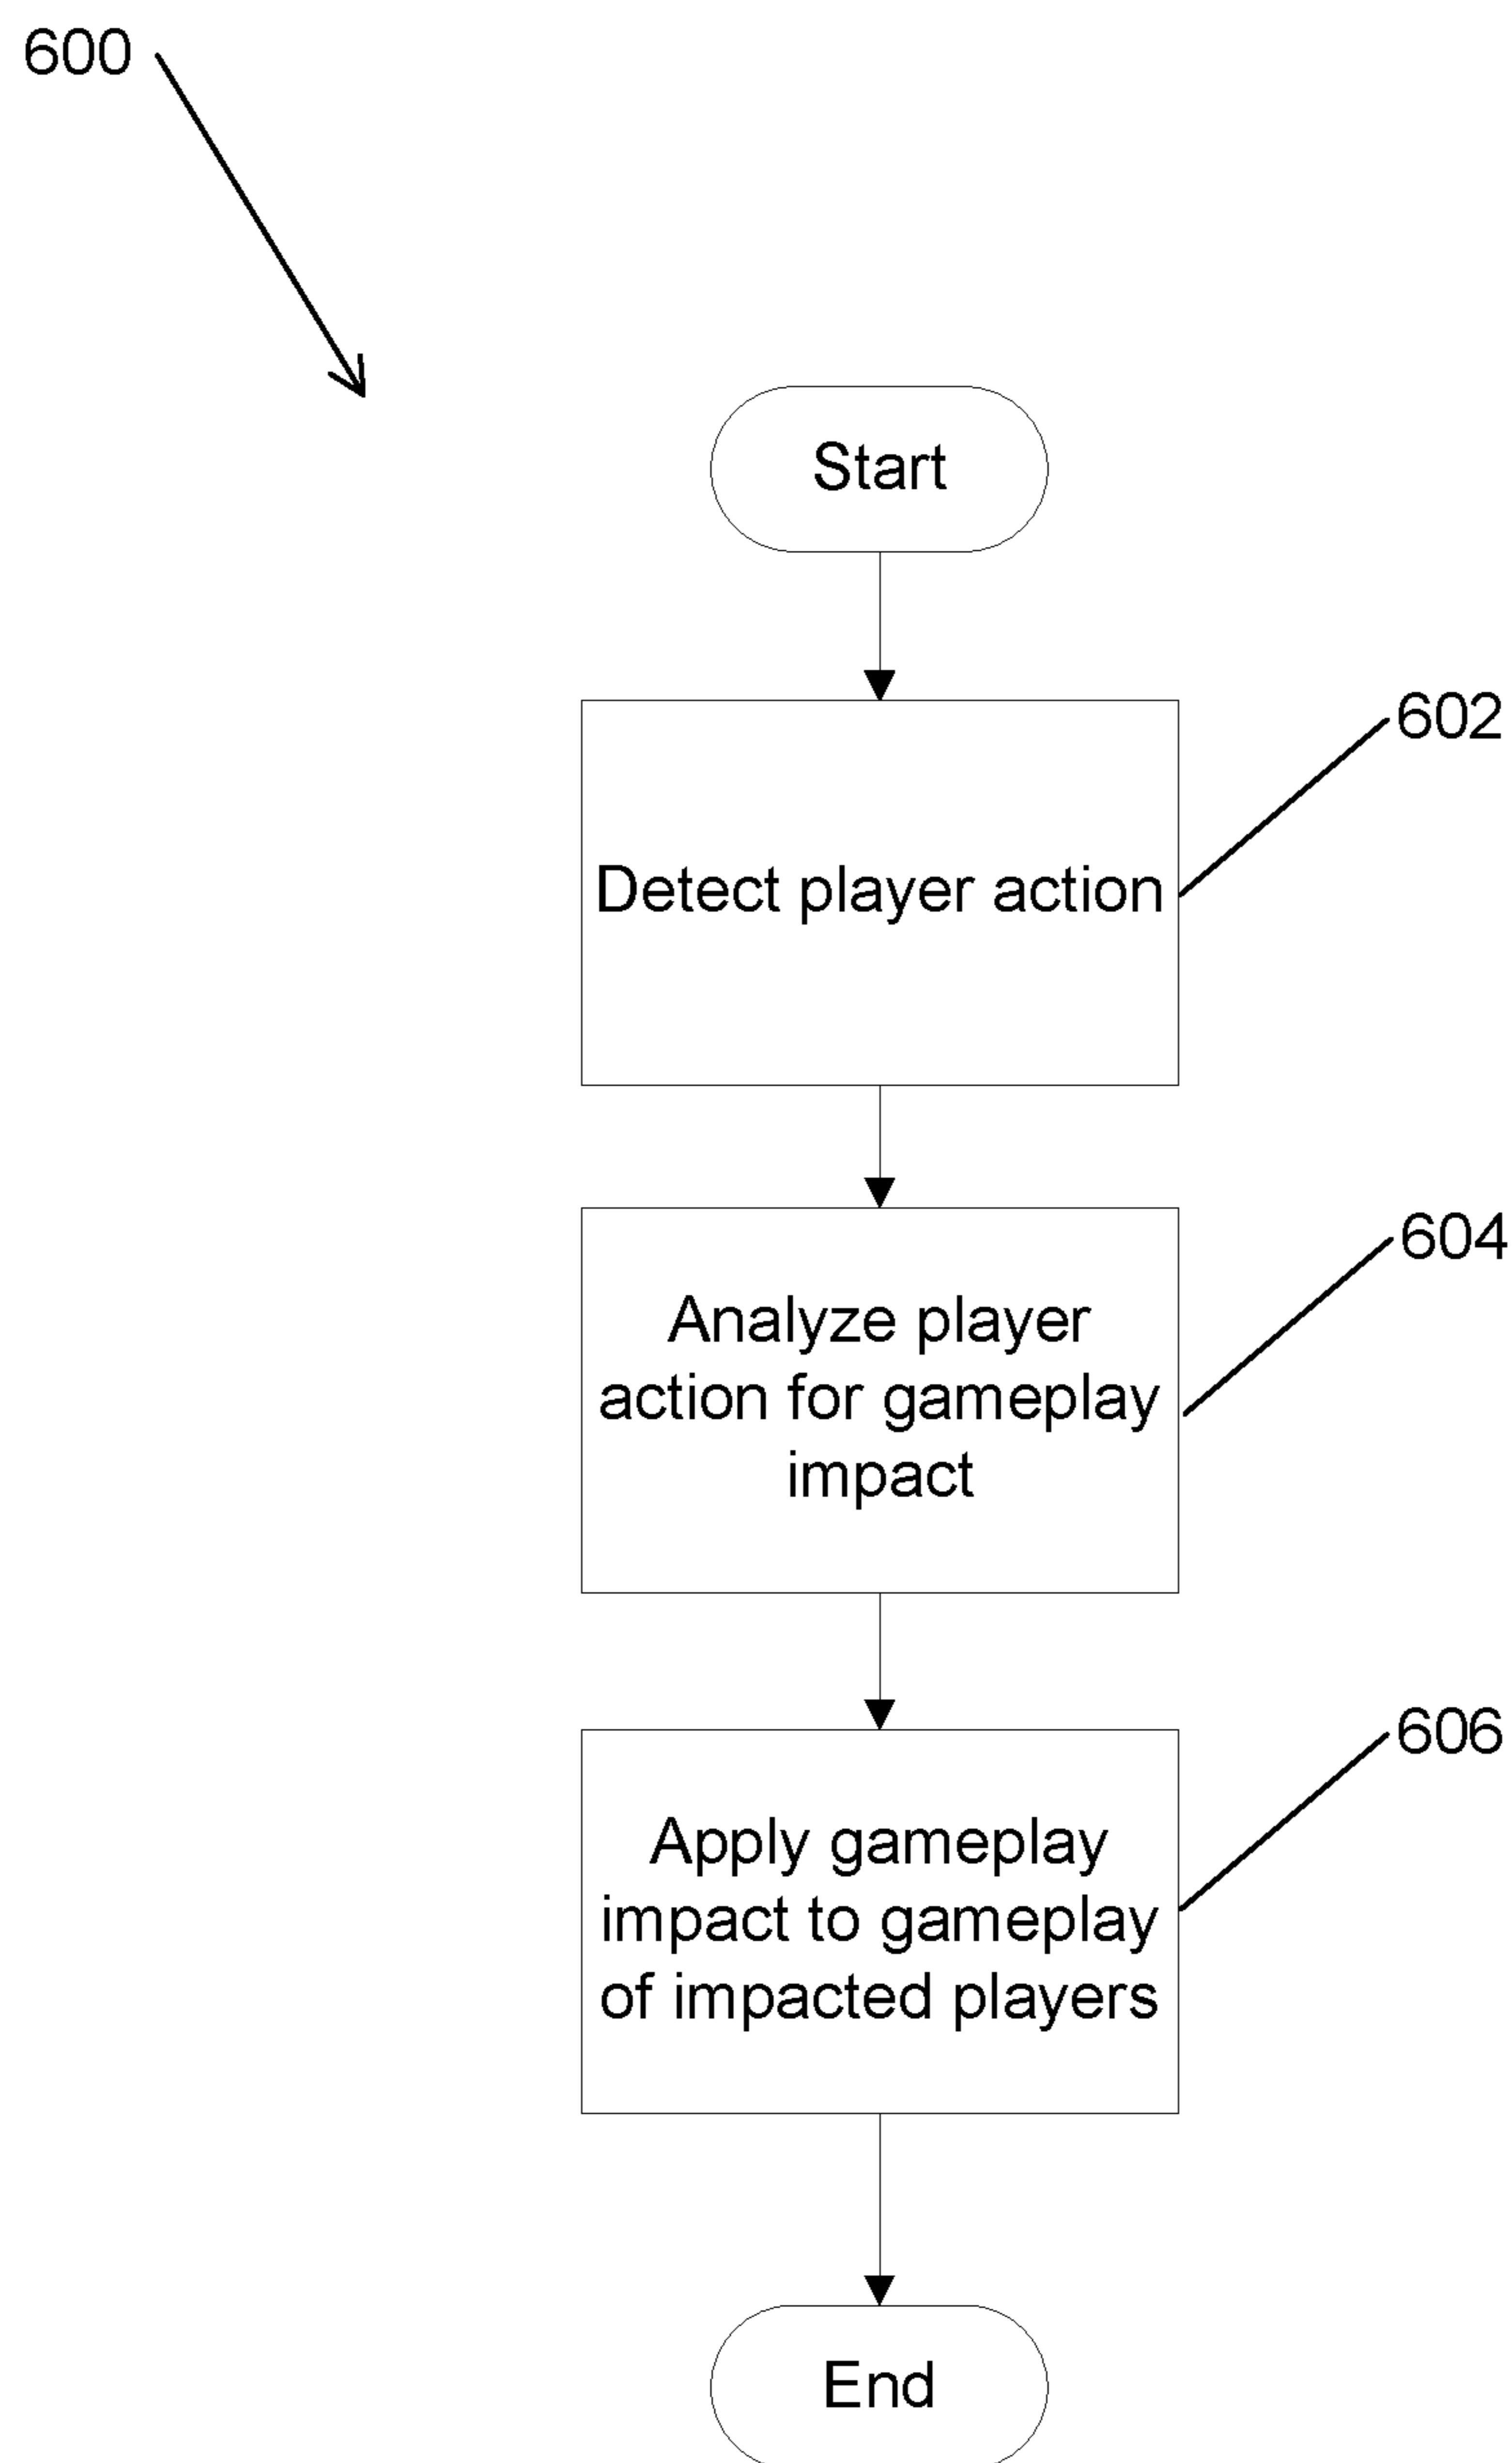 600
Start
602
Detect player action
604
Analyze player
action for gameplay
impact
606
Apply gameplay
impact to gameplay
of impacted players
End